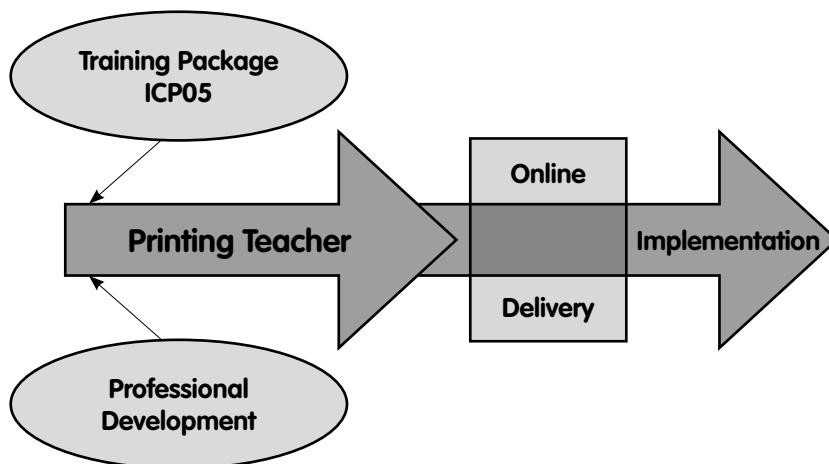 Training Package
ICP05
Printing Teacher
Online
Delivery
Implementation
Professional
Development